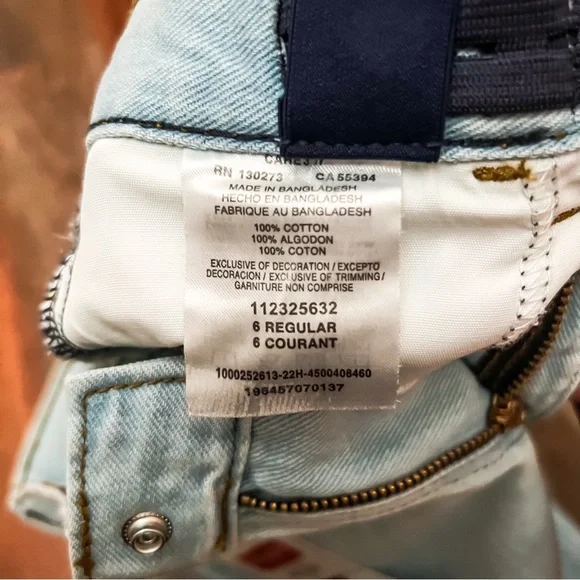 RN 130273 CA 55394
MADE IN BANGLADESH
HECHO EN BANGLADESH
FABRIQUE AU BANGLADESH
100% COTTON
100% ALGODON
100% COTON
EXCLUSIVE OF DECORATION / EXCEPTO
DECORACION / EXCLUSIVE OF TRIMMING /
GARNITURE NON COMPRISE
112325632
6 REGULAR
6 COURANT
1000252613-22H-4500408460
195457070137